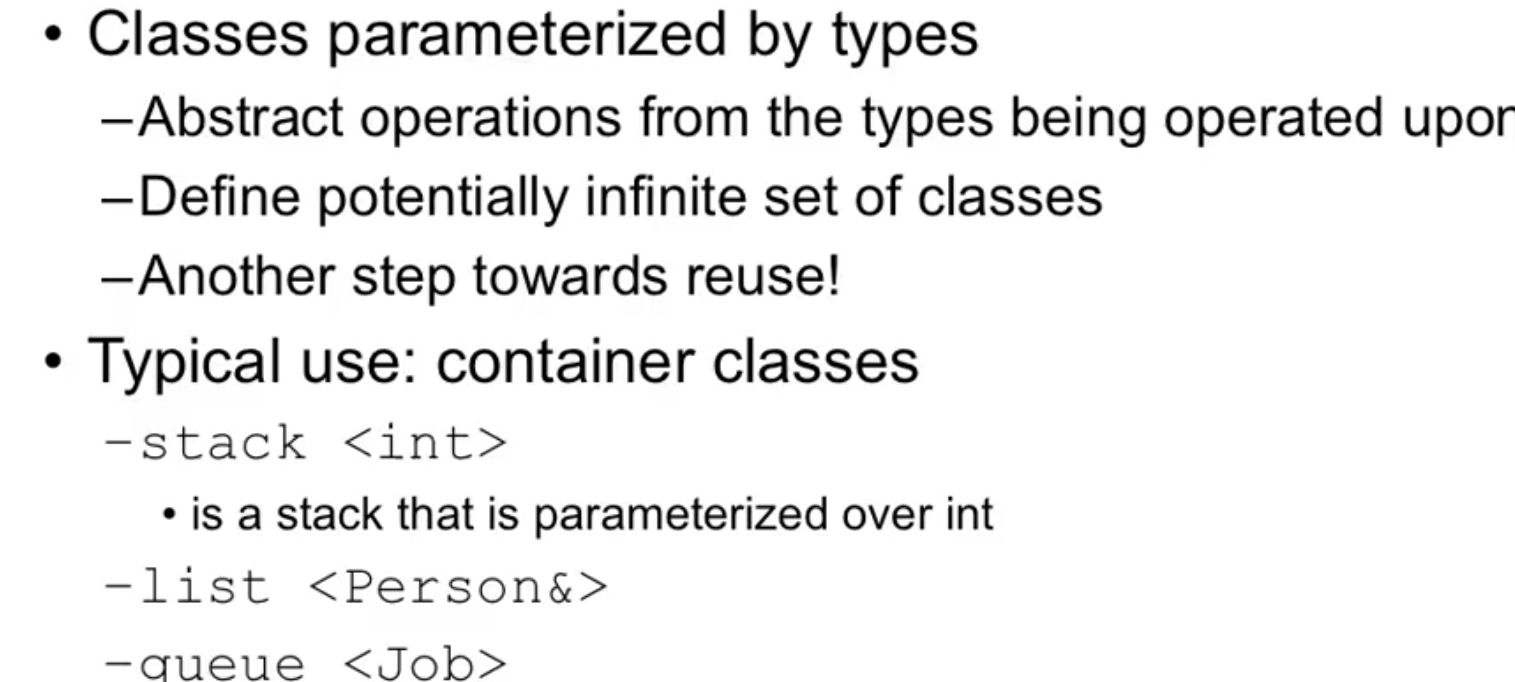 • Classes parameterized by types
–Abstract operations from the types being operated upon
–Define potentially infinite set of classes
–Another step towards reuse!
• Typical use: container classes
–stack <int>
• is a stack that is parameterized over int
–list <Person&>
–queue <Job>